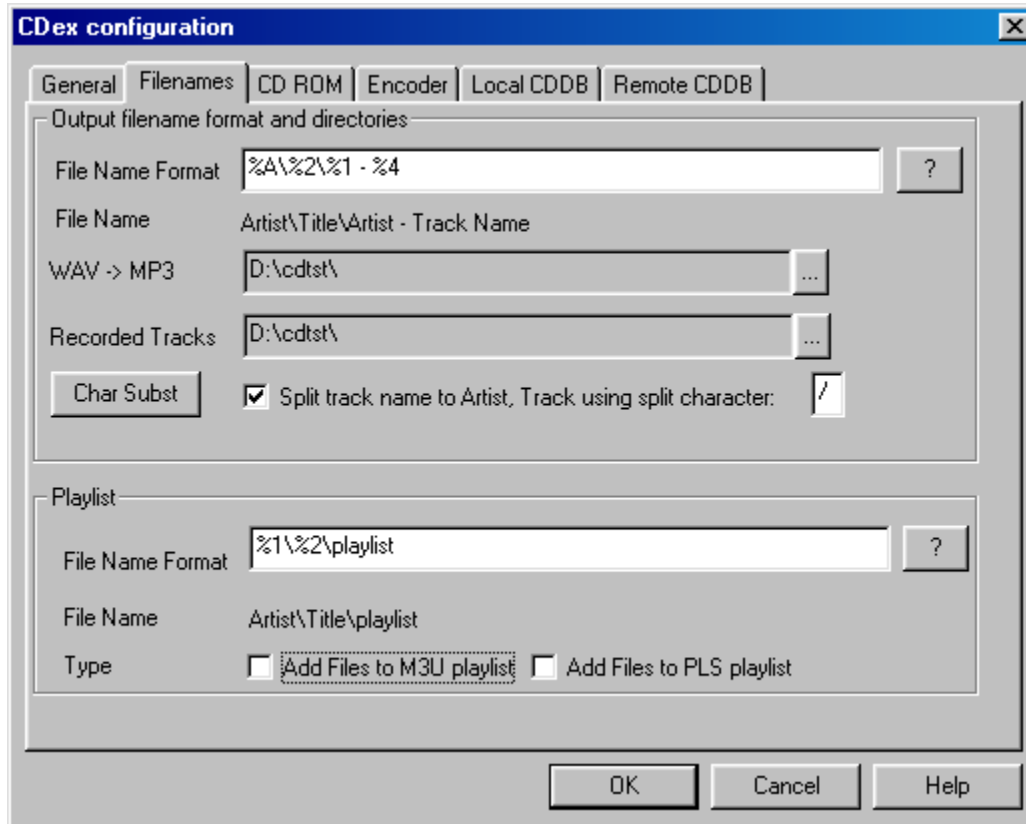 CDex configuration
General Filenames CD ROM Encoder Local CDDB Remote CDDB
Output filename format and directories
File Name Format %A\%2\%1 - %4 ?
File Name Artist\Title\Artist - Track Name
WAV -> MP3 D:\cdtst\ ...
Recorded Tracks D:\cdtst\ ...
Char Subst Split track name to Artist, Track using split character: /
Playlist
File Name Format %1\%2\playlist ?
File Name Artist\Title\playlist
Type Add Files to M3U playlist Add Files to PLS playlist
OK Cancel Help